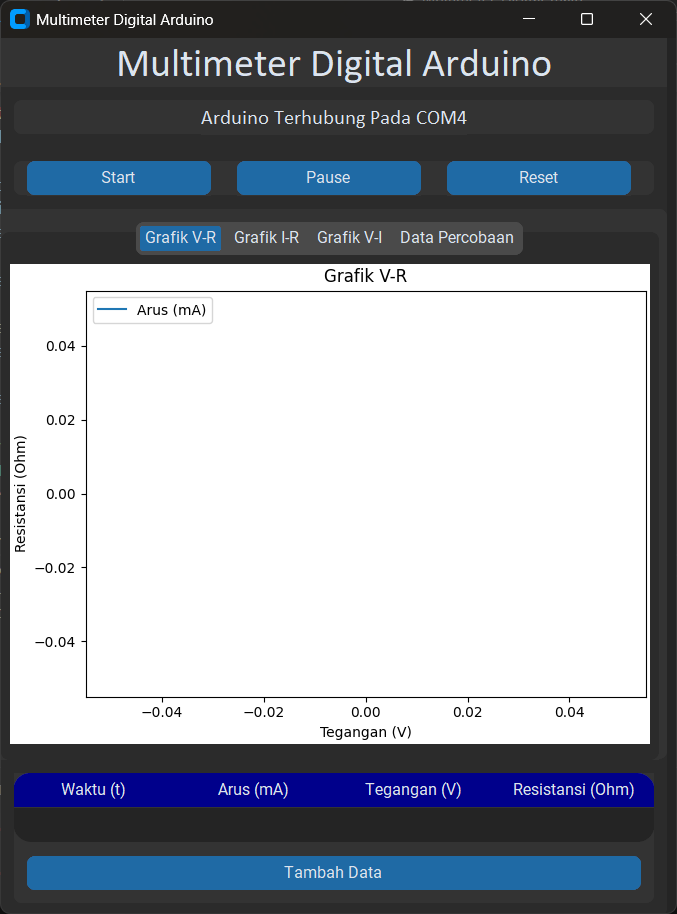 Multimeter Digital Arduino
Multimeter Digital Arduino
Arduino Terhubung Pada COM4
Start Pause Reset
Grafik V-R Grafik I-R Grafik V-I Data Percobaan
Grafik V-R
Arus (mA)
0.04
0.02
0.00
−0.02
−0.04
Resistansi (Ohm)
−0.04 −0.02 0.00 0.02 0.04
Tegangan (V)
Waktu (t) Arus (mA) Tegangan (V) Resistansi (Ohm)
Tambah Data